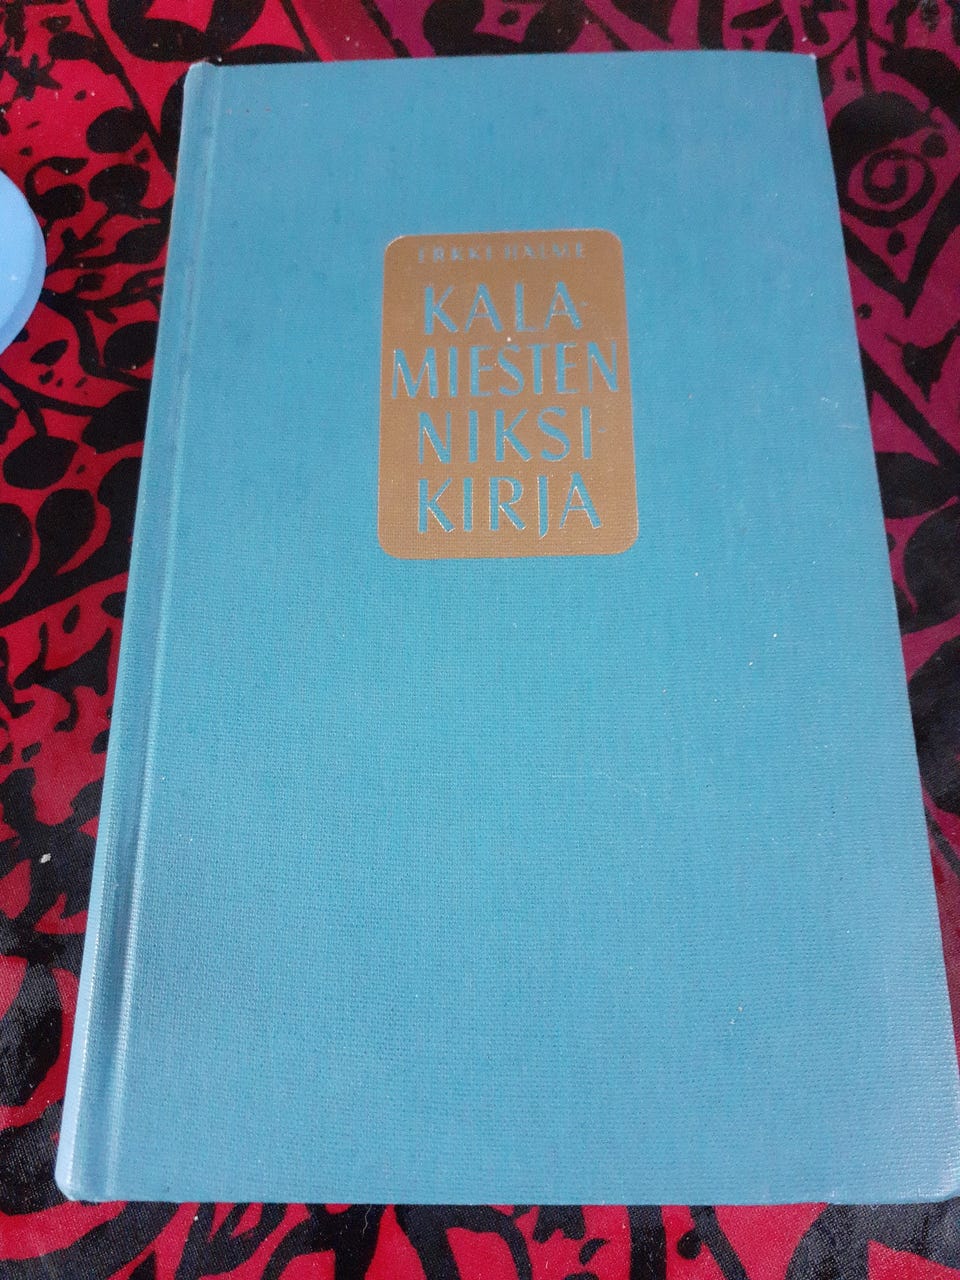 ERKKI HALME
KALA-
MIESTEN
NIKSI-
KIRJA